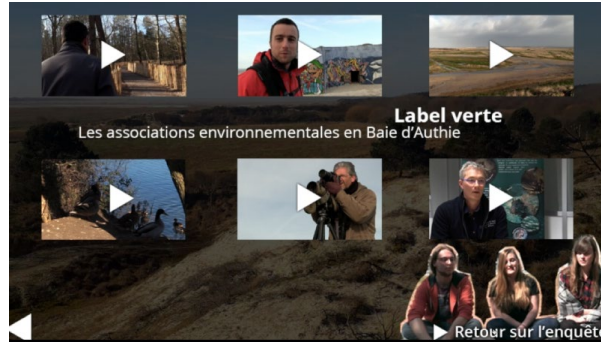 Label verte
Les associations environnementales en Baie d'Authie
Retour sur l'enquête